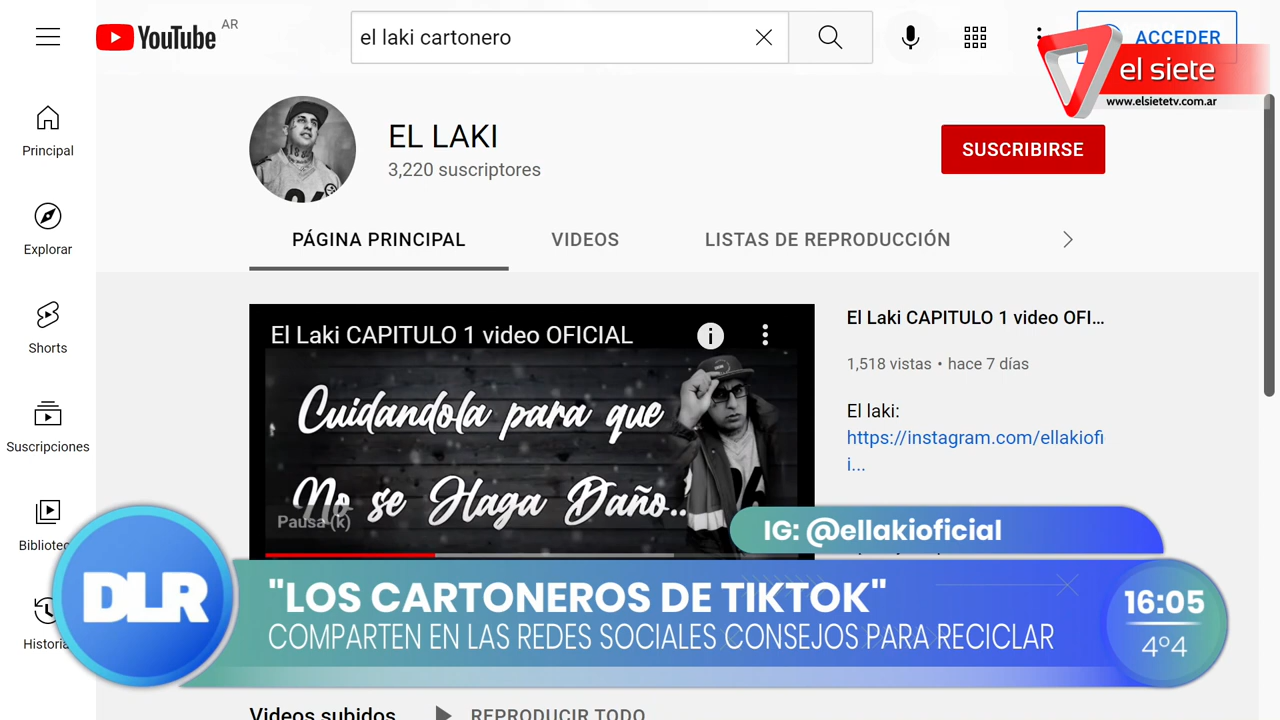 YouTube AR
el laki cartonero
ACCEDER
el siete
www.elsietetv.com.ar
Principal
Explorar
Shorts
Suscripciones
Historia
EL LAKI
3,220 suscriptores
SUSCRIBIRSE
PÁGINA PRINCIPAL
VIDEOS
LISTAS DE REPRODUCCIÓN
El Laki CAPITULO 1 video OFICIAL
Cuidandola para que
No se Haga Daño...
Pausa (k)
El Laki CAPITULO 1 video OFI...
1,518 vistas • hace 7 días
El laki:
https://instagram.com/ellakiofi
i...
IG: @ellakioficial
DLR
"LOS CARTONEROS DE TIKTOK"
COMPARTEN EN LAS REDES SOCIALES CONSEJOS PARA RECICLAR
16:05
4º4
Videos subidos
REPRODUCIR TODO